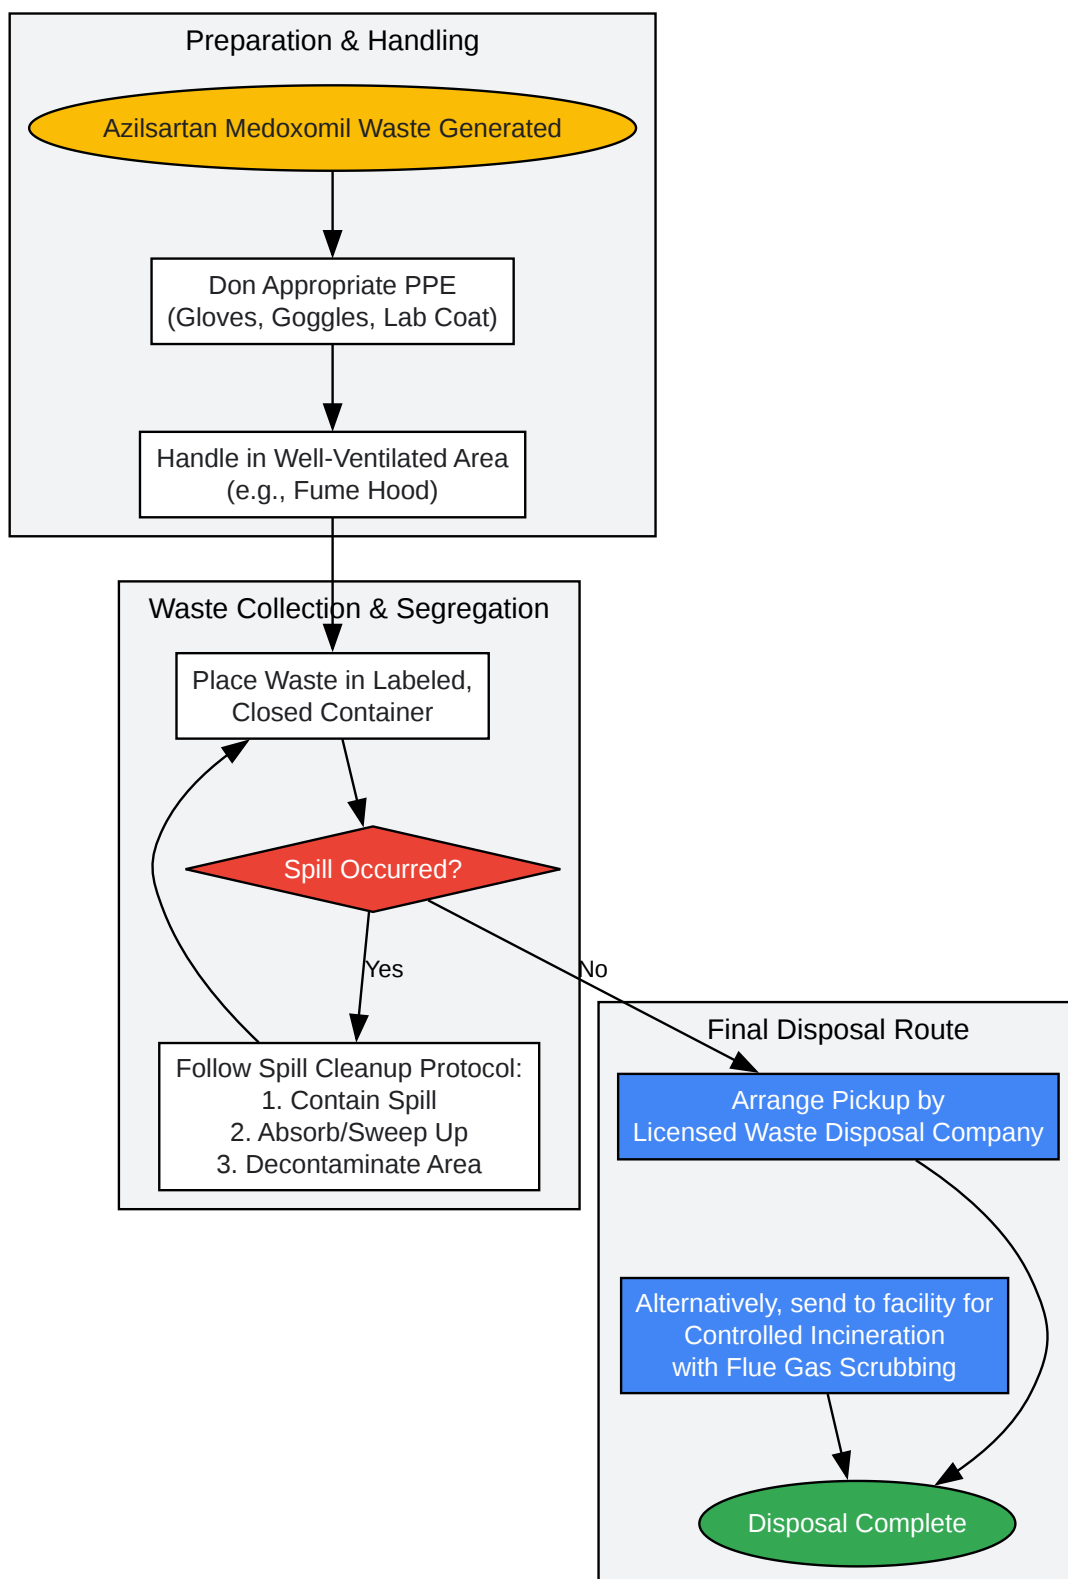 Preparation & Handling
Azilsartan Medoxomil Waste Generated
Don Appropriate PPE
(Gloves, Goggles, Lab Coat)
Handle in Well-Ventilated Area
(e.g., Fume Hood)
Waste Collection & Segregation
Place Waste in Labeled,
Closed Container
Spill Occurred?
Yes
No
Follow Spill Cleanup Protocol:
1. Contain Spill
2. Absorb/Sweep Up
3. Decontaminate Area
Final Disposal Route
Arrange Pickup by
Licensed Waste Disposal Company
Alternatively, send to facility for
Controlled Incineration
with Flue Gas Scrubbing
Disposal Complete